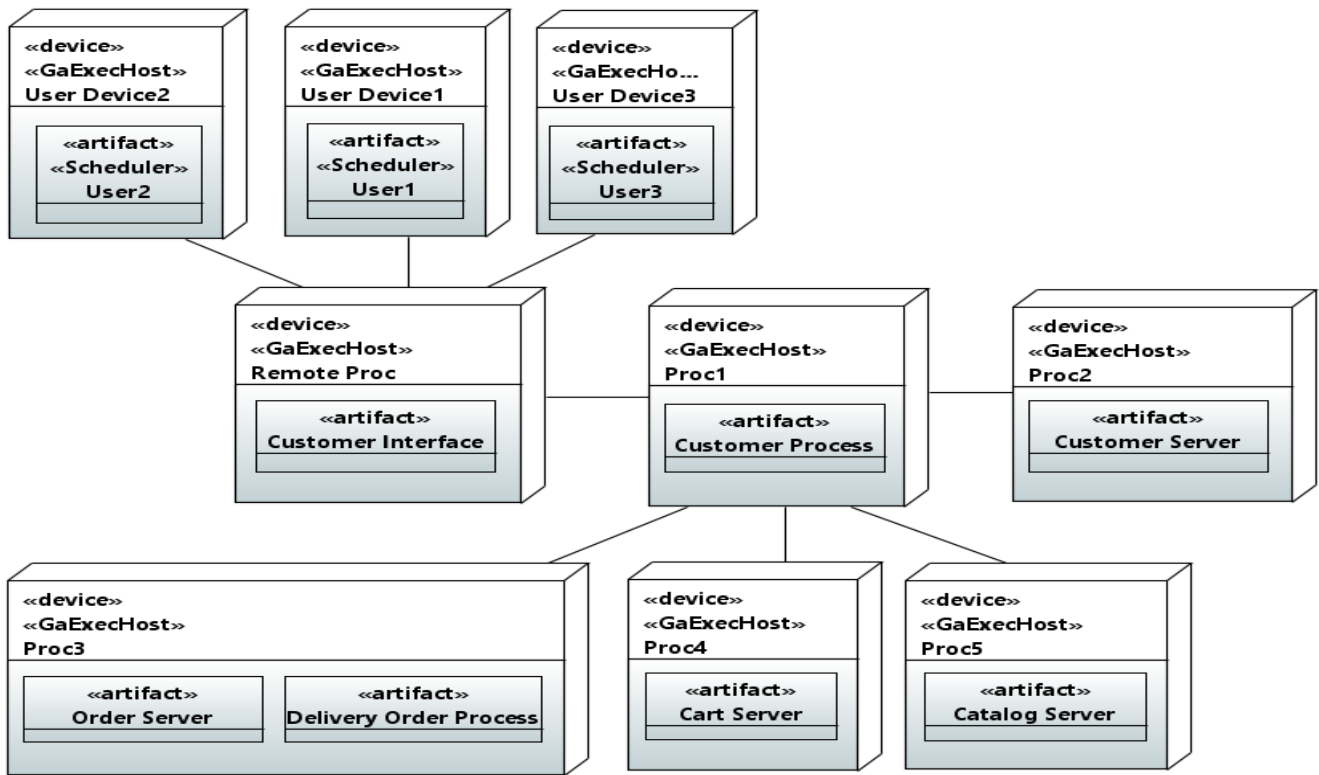 «device»
«GaExecHost»
User Device2
«artifact»
«Scheduler»
User2
«device»
«GaExecHost»
User Device1
«artifact»
«Scheduler»
User1
«device»
«GaExecHo...
User Device3
«artifact»
«Scheduler»
User3
«device»
«GaExecHost»
Remote Proc
«artifact»
Customer Interface
«device»
«GaExecHost»
Proc1
«artifact»
Customer Process
«device»
«GaExecHost»
Proc2
«artifact»
Customer Server
«device»
«GaExecHost»
Proc3
«artifact»
Order Server
«artifact»
Delivery Order Process
«device»
«GaExecHost»
Proc4
«artifact»
Cart Server
«device»
«GaExecHost»
Proc5
«artifact»
Catalog Server